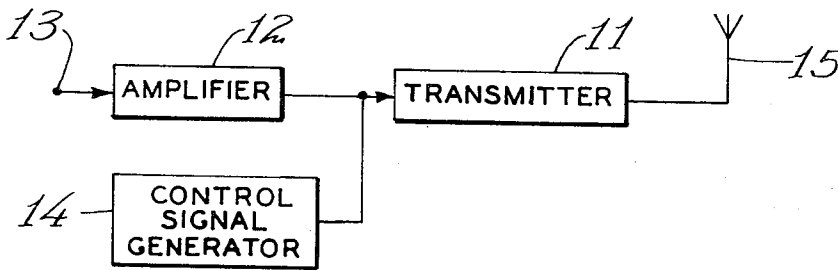 13
12
11
15
AMPLIFIER
TRANSMITTER
14
CONTROL
SIGNAL
GENERATOR